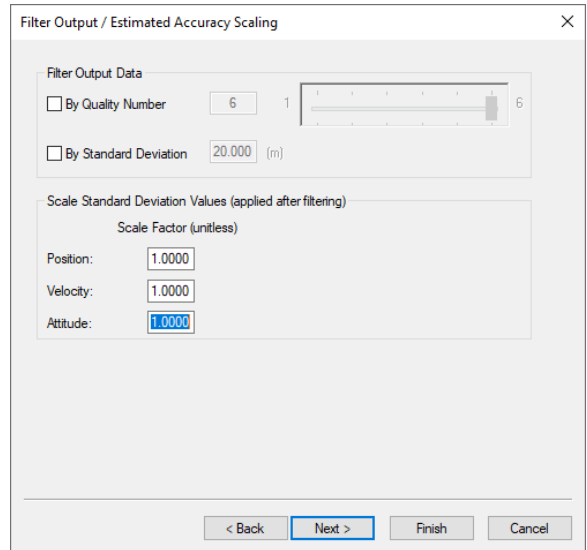 Filter Output / Estimated Accuracy Scaling
Filter Output Data
By Quality Number 6 1 6
By Standard Deviation 20.000 (m)
Scale Standard Deviation Values (applied after filtering)
Scale Factor (unitless)
Position: 1.0000
Velocity: 1.0000
Attitude: 1.0000
< Back Next > Finish Cancel